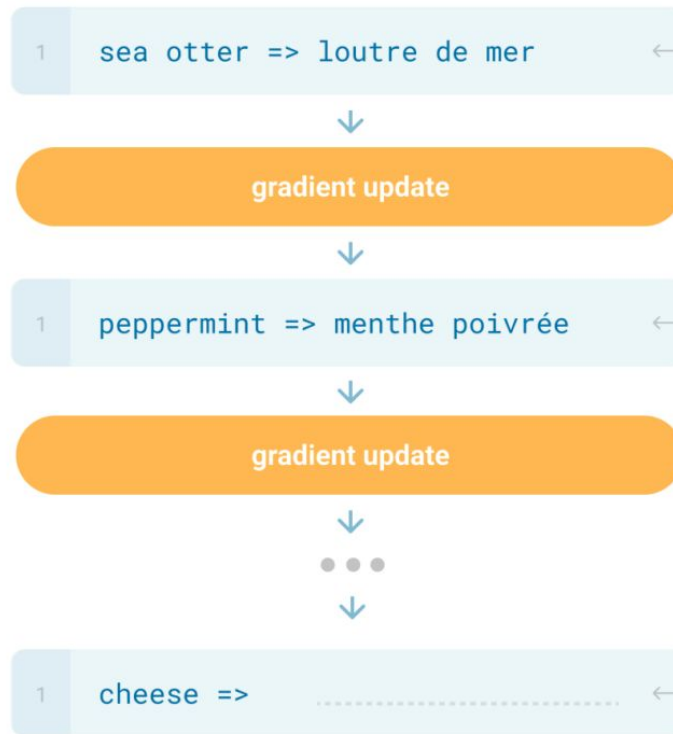 1 sea otter => loutre de mer ←
gradient update
1 peppermint => menthe poivrée ←
gradient update
1 cheese => ←